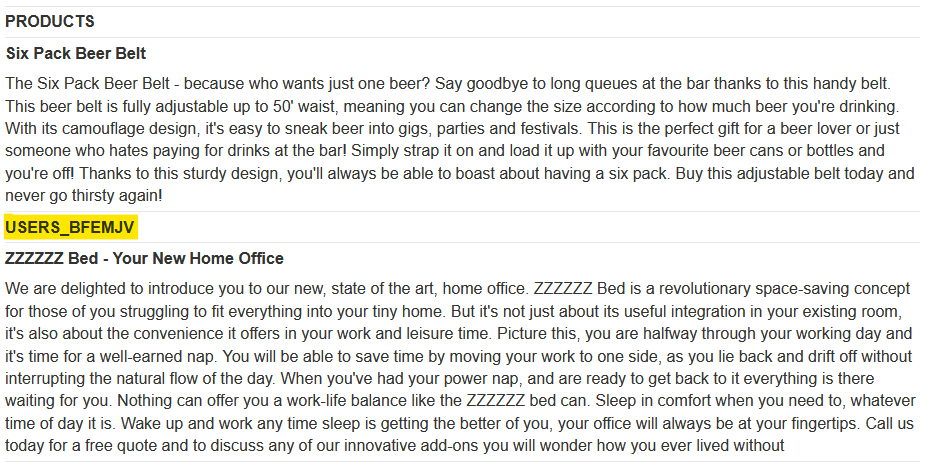 PRODUCTS
Six Pack Beer Belt
The Six Pack Beer Belt - because who wants just one beer? Say goodbye to long queues at the bar thanks to this handy belt.
This beer belt is fully adjustable up to 50' waist, meaning you can change the size according to how much beer you're drinking.
With its camouflage design, it's easy to sneak beer into gigs, parties and festivals. This is the perfect gift for a beer lover or just
someone who hates paying for drinks at the bar! Simply strap it on and load it up with your favourite beer cans or bottles and
you're off! Thanks to this sturdy design, you'll always be able to boast about having a six pack. Buy this adjustable belt today and
never go thirsty again!
USERS_BFEMJV
ZZZZZZ Bed - Your New Home Office
We are delighted to introduce you to our new, state of the art, home office. ZZZZZZ Bed is a revolutionary space-saving concept
for those of you struggling to fit everything into your tiny home. But it's not just about its useful integration in your existing room,
it's also about the convenience it offers in your work and leisure time. Picture this, you are halfway through your working day and
it's time for a well-earned nap. You will be able to save time by moving your work to one side, as you lie back and drift off without
interrupting the natural flow of the day. When you've had your power nap, and are ready to get back to it everything is there
waiting for you. Nothing can offer you a work-life balance like the ZZZZZZ bed can. Sleep in comfort when you need to, whatever
time of day it is. Wake up and work any time sleep is getting the better of you, your office will always be at your fingertips. Call us
today for a free quote and to discuss any of our innovative add-ons you will wonder how you ever lived without